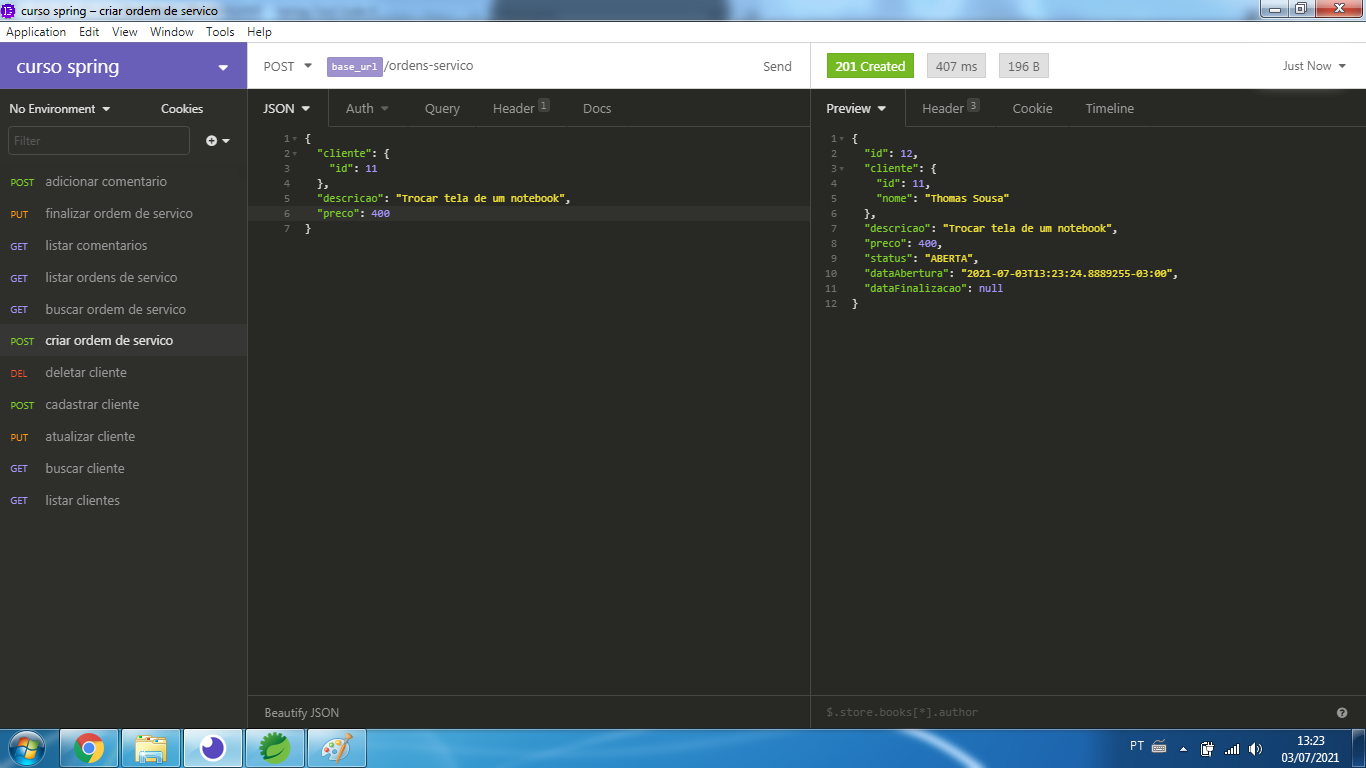 curso spring – criar ordem de servico
Application Edit View Window Tools Help
curso spring
POST base_url /ordens-servico Send
201 Created 407 ms 196 B Just Now
No Environment Cookies
JSON Auth Query Header 1 Docs
Preview Header 3 Cookie Timeline
Filter
POST adicionar comentario
PUT finalizar ordem de servico
GET listar comentarios
GET listar ordens de servico
GET buscar ordem de servico
POST criar ordem de servico
DEL deletar cliente
POST cadastrar cliente
PUT atualizar cliente
GET buscar cliente
GET listar clientes
1 {
2 "cliente": {
3 "id": 11
4 },
5 "descricao": "Trocar tela de um notebook",
6 "preco": 400
7 }
1 {
2 "id": 12,
3 "cliente": {
4 "id": 11,
5 "nome": "Thomas Sousa"
6 },
7 "descricao": "Trocar tela de um notebook",
8 "preco": 400,
9 "status": "ABERTA",
10 "dataAbertura": "2021-07-03T13:23:24.8889255-03:00",
11 "dataFinalizacao": null
12 }
Beautify JSON
$.store.books[*].author
PT
13:23
03/07/2021